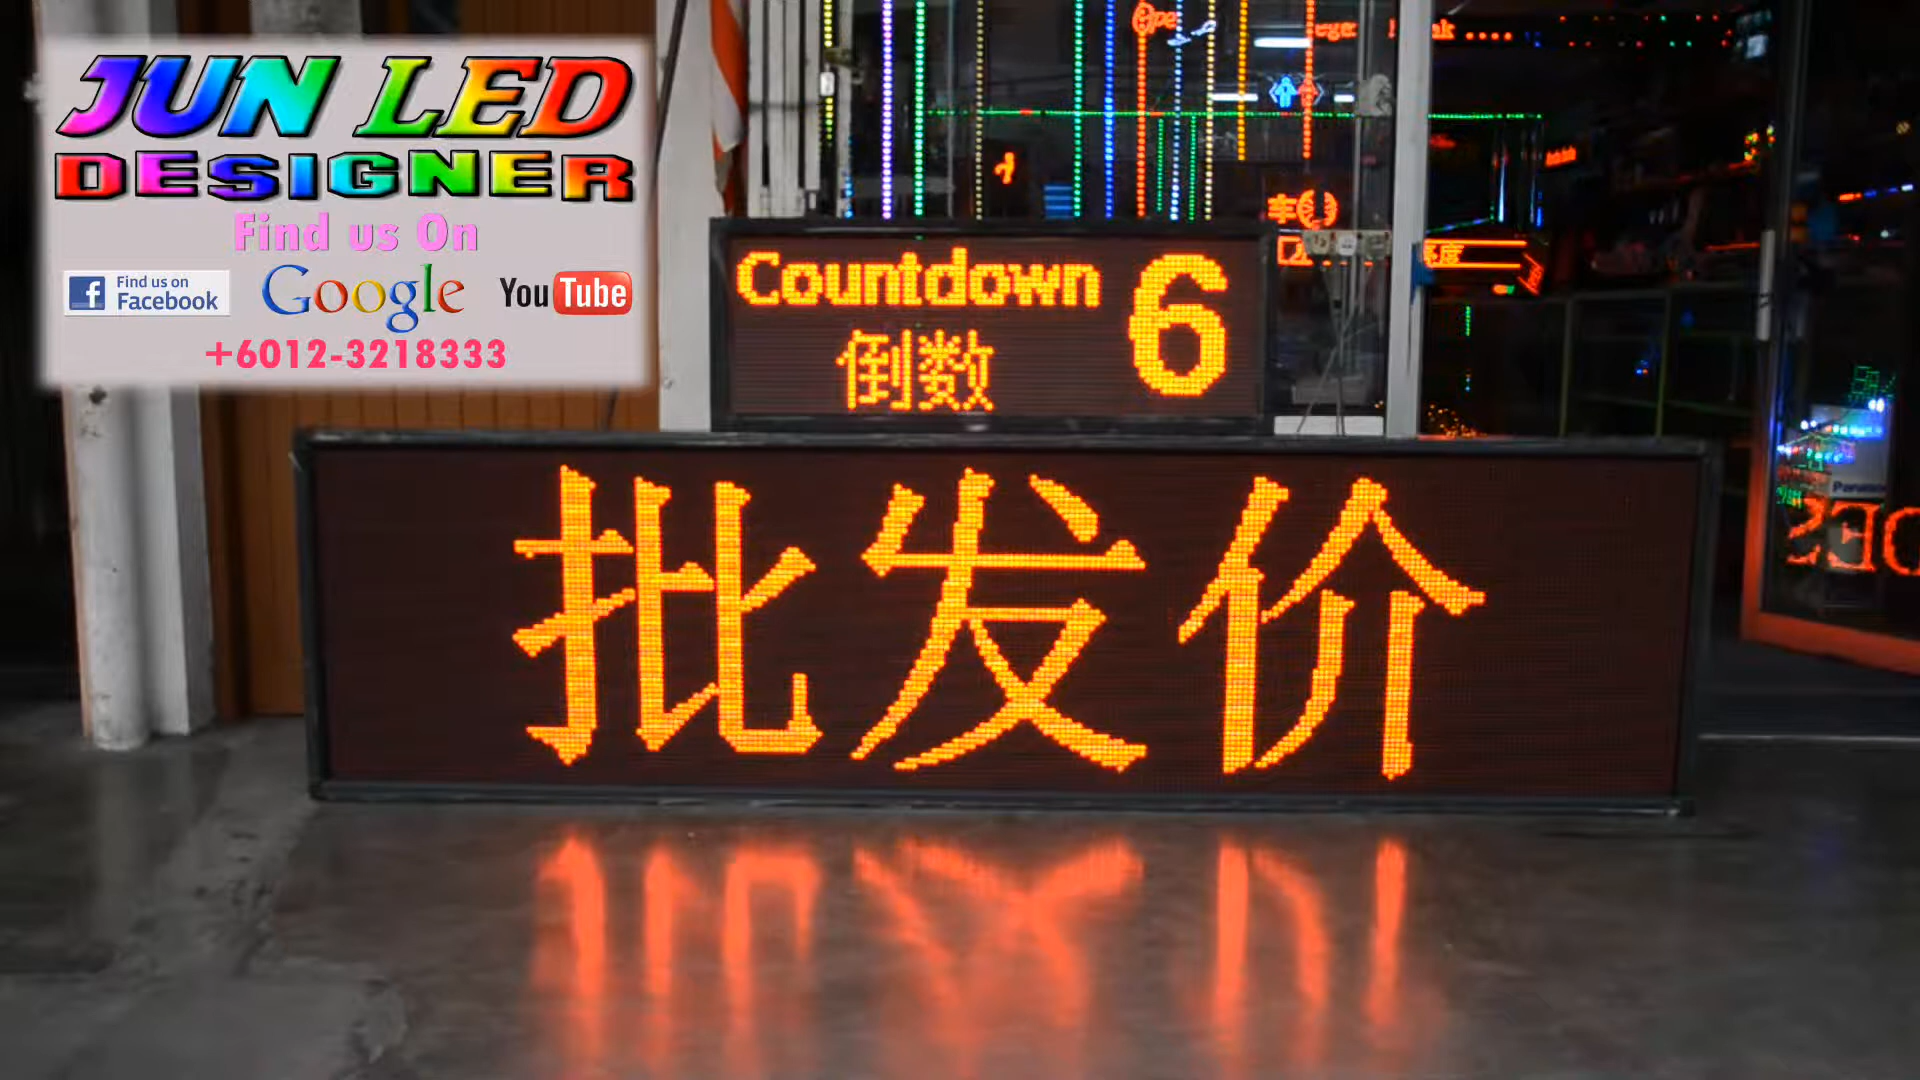 JUN LED
DESIGNER
Find us On
Find us on
Facebook
Google
YouTube
+6012-3218333
Countdown 6
倒数
批发价